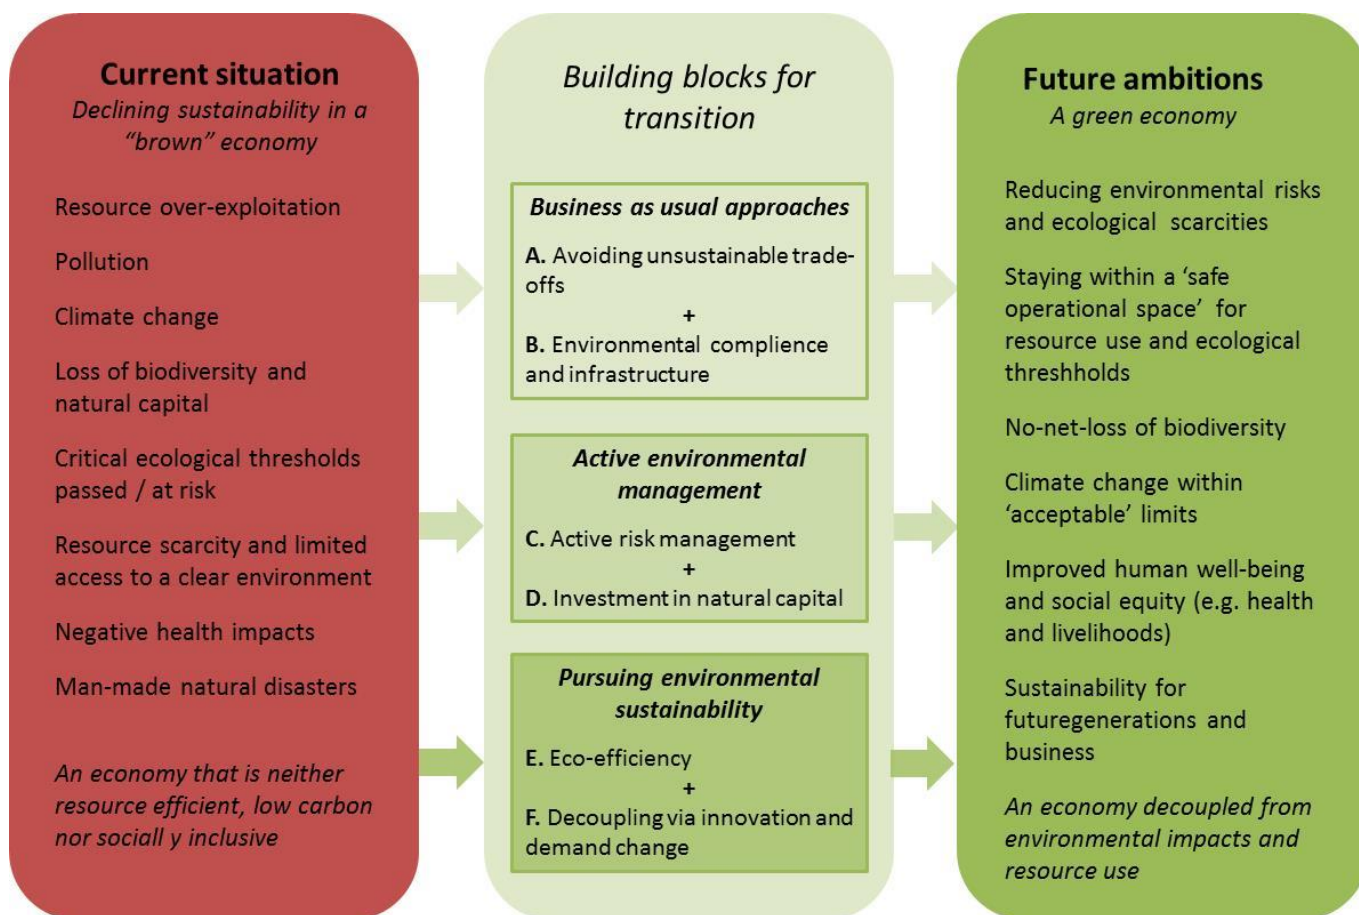 Current situation
Declining sustainability in a
“brown” economy
Resource over-exploitation
Pollution
Climate change
Loss of biodiversity and
natural capital
Critical ecological thresholds
passed / at risk
Resource scarcity and limited
access to a clear environment
Negative health impacts
Man-made natural disasters
An economy that is neither
resource efficient, low carbon
nor sociall y inclusive
Building blocks for
transition
Business as usual approaches
A. Avoiding unsustainable trade-
offs
+
B. Environmental complience
and infrastructure
Active environmental
management
C. Active risk management
+
D. Investment in natural capital
Pursuing environmental
sustainability
E. Eco-efficiency
+
F. Decoupling via innovation and
demand change
Future ambitions
A green economy
Reducing environmental risks
and ecological scarcities
Staying within a ‘safe
operational space’ for
resource use and ecological
threshholds
No-net-loss of biodiversity
Climate change within
‘acceptable’ limits
Improved human well-being
and social equity (e.g. health
and livelihoods)
Sustainability for
futuregenerations and
business
An economy decoupled from
environmental impacts and
resource use